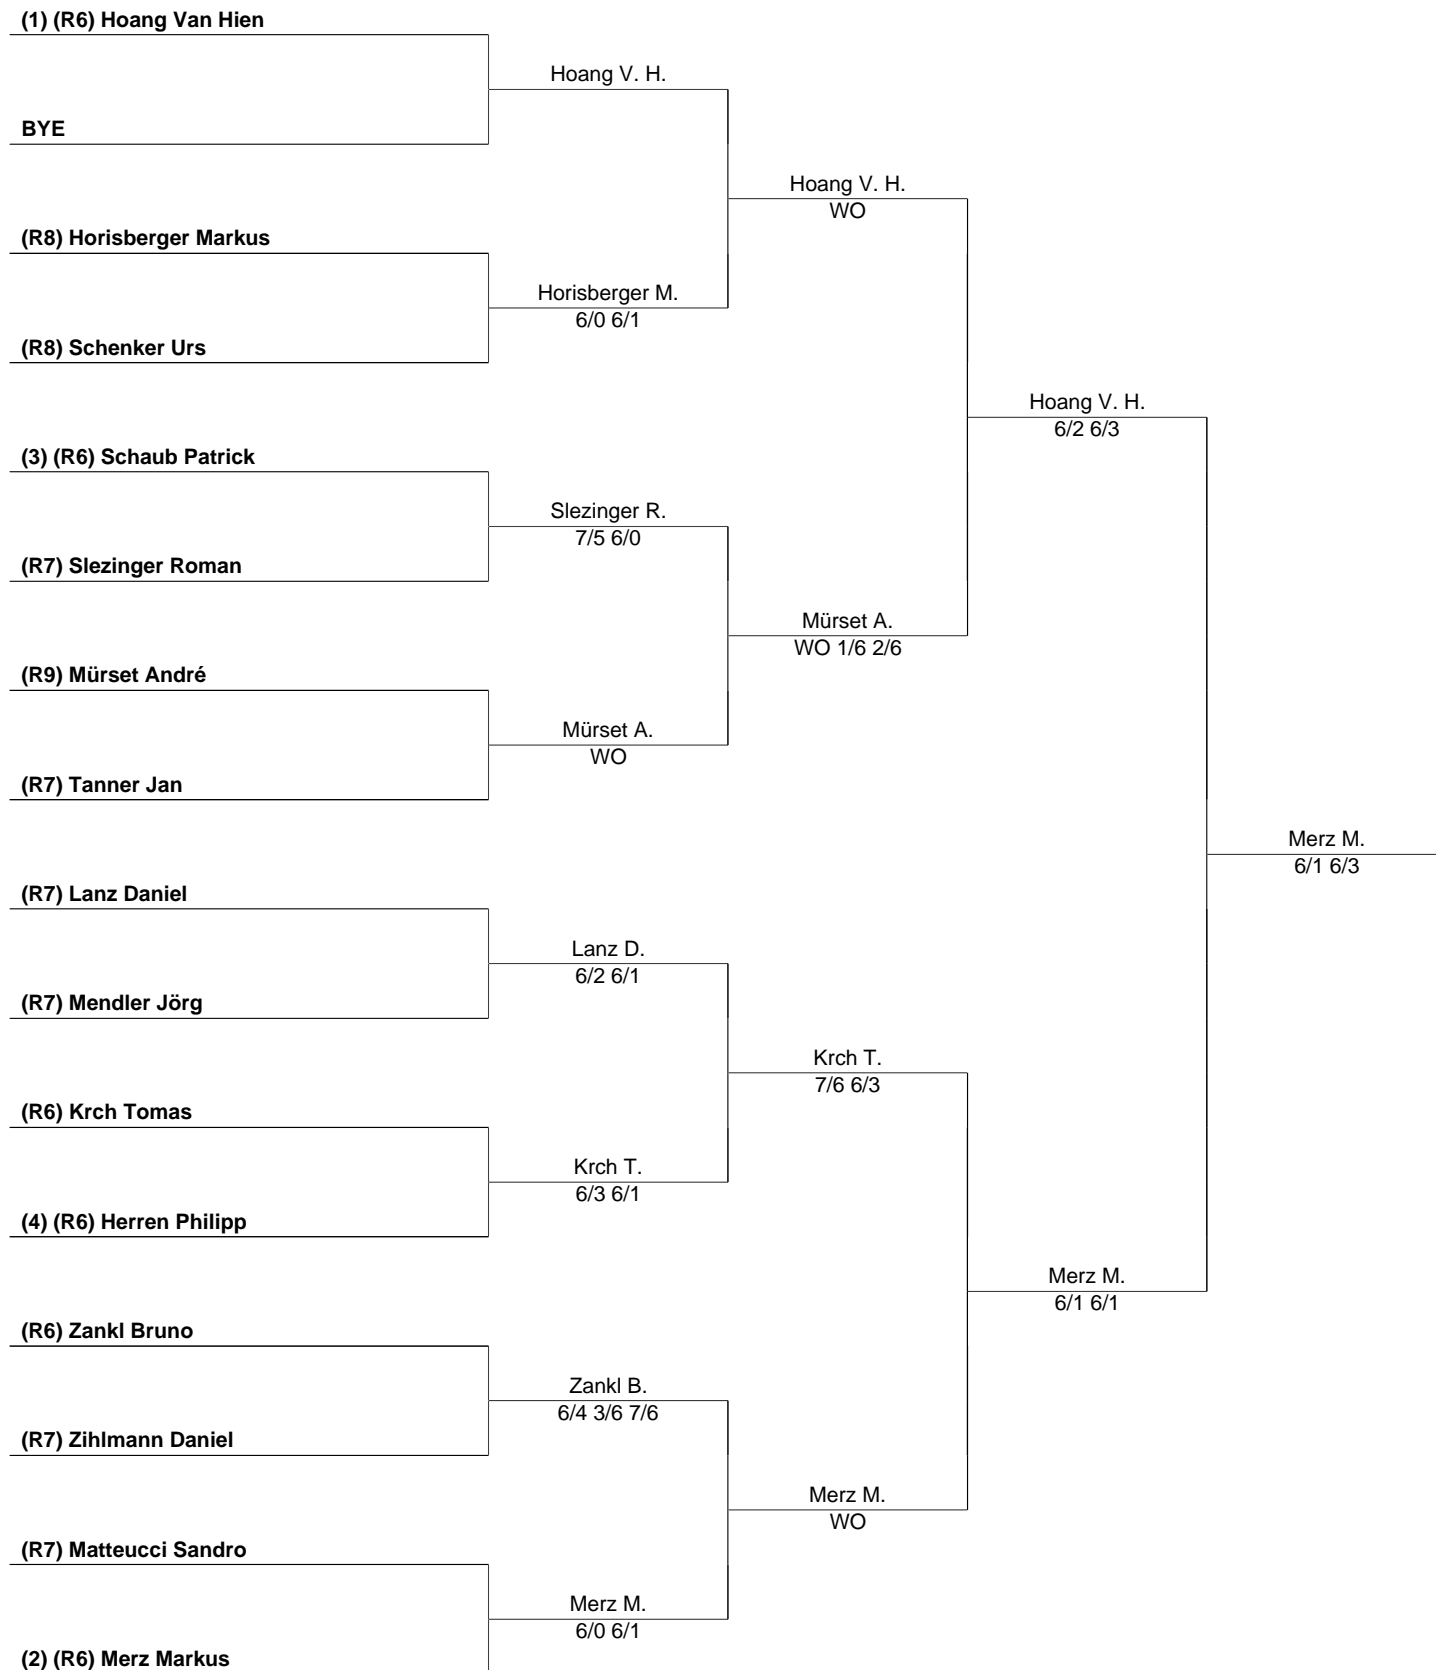 (1) (R6) Hoang Van Hien
Hoang V. H.
BYE
Hoang V. H.
WO
(R8) Horisberger Markus
Horisberger M.
6/0 6/1
(R8) Schenker Urs
Hoang V. H.
6/2 6/3
(3) (R6) Schaub Patrick
Slezinger R.
7/5 6/0
(R7) Slezinger Roman
Mürset A.
WO 1/6 2/6
(R9) Mürset André
Mürset A.
WO
(R7) Tanner Jan
Merz M.
6/1 6/3
(R7) Lanz Daniel
Lanz D.
6/2 6/1
(R7) Mendler Jörg
Krch T.
7/6 6/3
(R6) Krch Tomas
Krch T.
6/3 6/1
(4) (R6) Herren Philipp
Merz M.
6/1 6/1
(R6) Zankl Bruno
Zankl B.
6/4 3/6 7/6
(R7) Zihlmann Daniel
Merz M.
WO
(R7) Matteucci Sandro
Merz M.
6/0 6/1
(2) (R6) Merz Markus